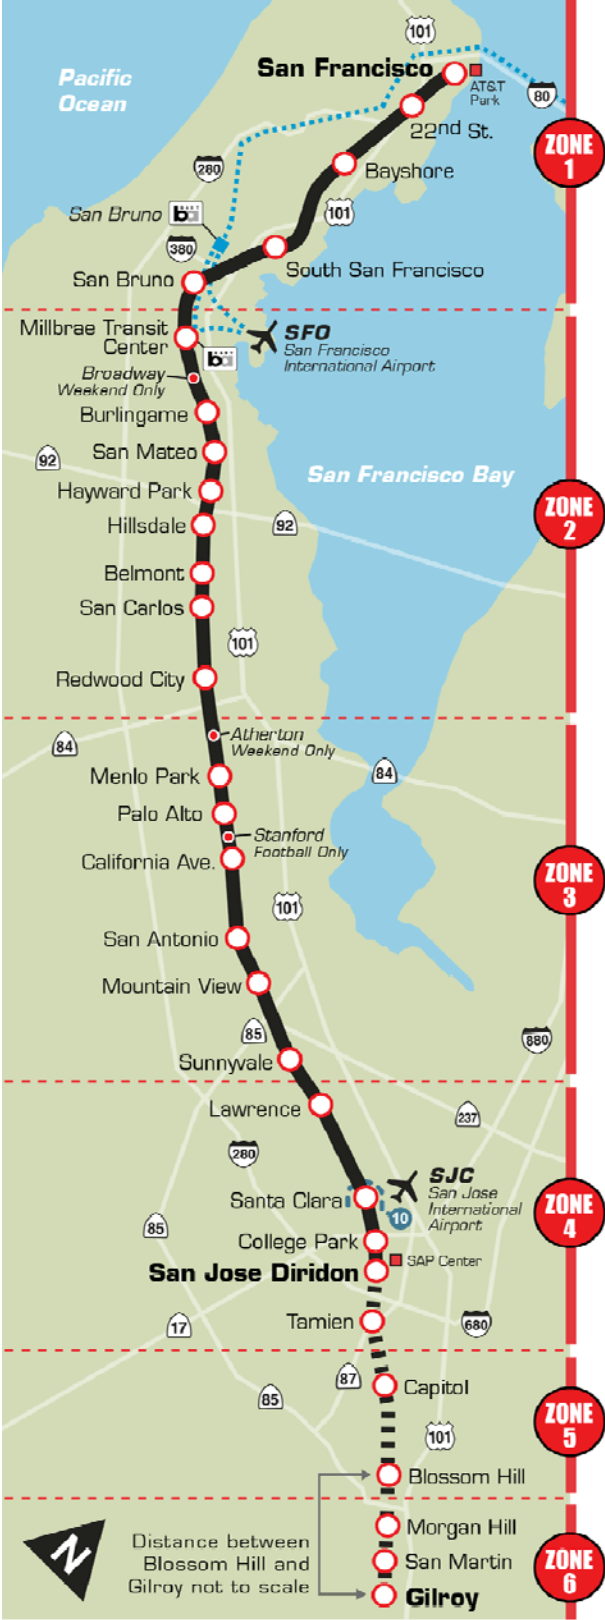 101
Pacific
Ocean
San Francisco
AT&T
Park
80
22nd St.
ZONE
1
280
Bayshore
101
San Bruno
ba
380
South San Francisco
San Bruno
Millbrae Transit
Center
ba
SFO
San Francisco
International Airport
Broadway
Weekend Only
Burlingame
San Mateo
92
San Francisco Bay
Hayward Park
ZONE
2
Hillsdale
92
Belmont
San Carlos
101
Redwood City
Atherton
Weekend Only
84
Menlo Park
84
Palo Alto
Stanford
Football Only
California Ave.
ZONE
3
101
San Antonio
Mountain View
85
880
Sunnyvale
Lawrence
237
280
SJC
San Jose
International
Airport
Santa Clara
10
ZONE
4
85
College Park
SAP Center
San Jose Diridon
Tamien
17
680
87
Capitol
85
ZONE
5
101
Blossom Hill
N
Distance between
Blossom Hill and
Gilroy not to scale
Morgan Hill
San Martin
ZONE
6
Gilroy